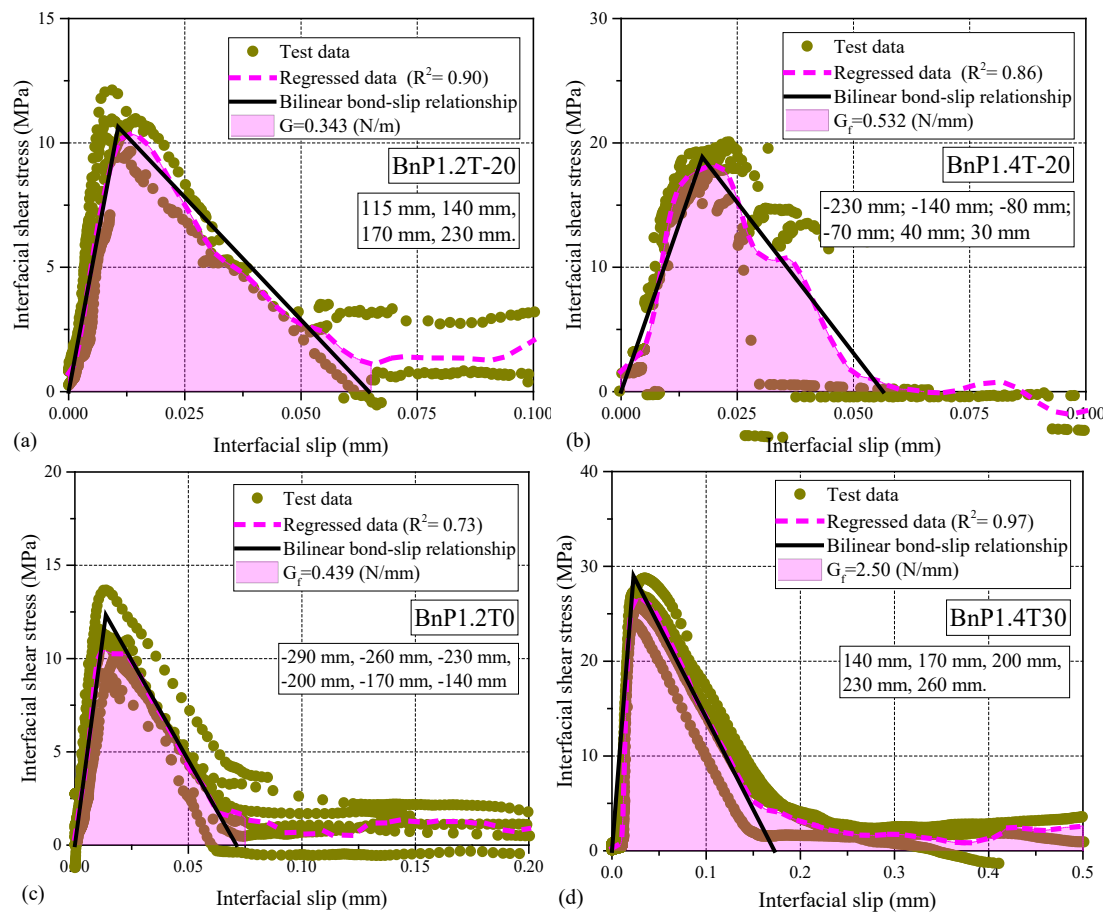 15
10
5
0
Interfacial shear stress (MPa)
Test data
Regressed data (R²= 0.90)
Bilinear bond-slip relationship
G=0.343 (N/m)
BnP1.2T-20
115 mm, 140 mm,
170 mm, 230 mm.
0.000 0.025 0.050 0.075 0.100
(a) Interfacial slip (mm)
30
20
10
0
Interfacial shear stress (MPa)
Test data
Regressed data (R²= 0.86)
Bilinear bond-slip relationship
G_f=0.532 (N/mm)
BnP1.4T-20
-230 mm; -140 mm; -80 mm;
-70 mm; 40 mm; 30 mm
0.000 0.025 0.050 0.075 0.100
(b) Interfacial slip (mm)
20
15
10
5
0
Interfacial shear stress (MPa)
Test data
Regressed data (R²= 0.73)
Bilinear bond-slip relationship
G_f=0.439 (N/mm)
BnP1.2T0
-290 mm, -260 mm, -230 mm,
-200 mm, -170 mm, -140 mm
0.00 0.05 0.10 0.15 0.20
(c) Interfacial slip (mm)
40
30
20
10
0
Interfacial shear stress (MPa)
Test data
Regressed data (R²= 0.97)
Bilinear bond-slip relationship
G_f=2.50 (N/mm)
BnP1.4T30
140 mm, 170 mm, 200 mm,
230 mm, 260 mm.
0.0 0.1 0.2 0.3 0.4 0.5
(d) Interfacial slip (mm)